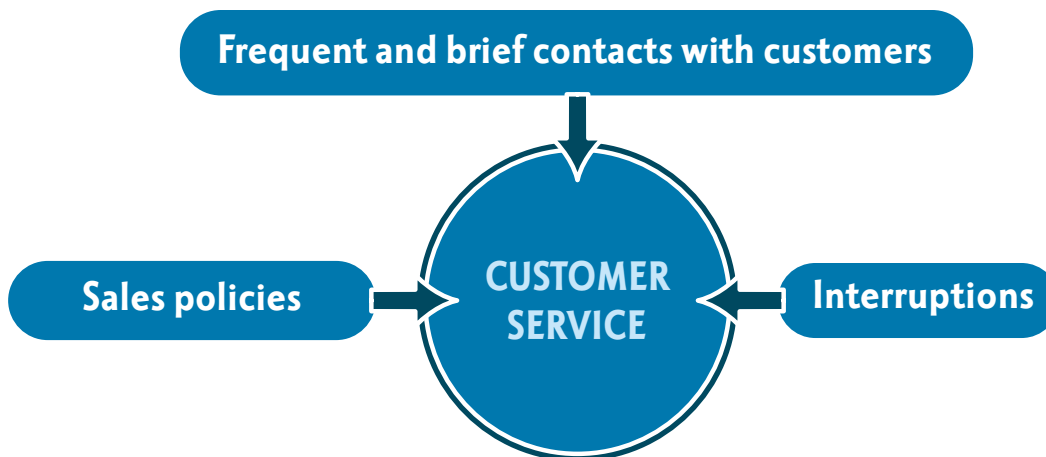 Frequent and brief contacts with customers
Sales policies
CUSTOMER
SERVICE
Interruptions